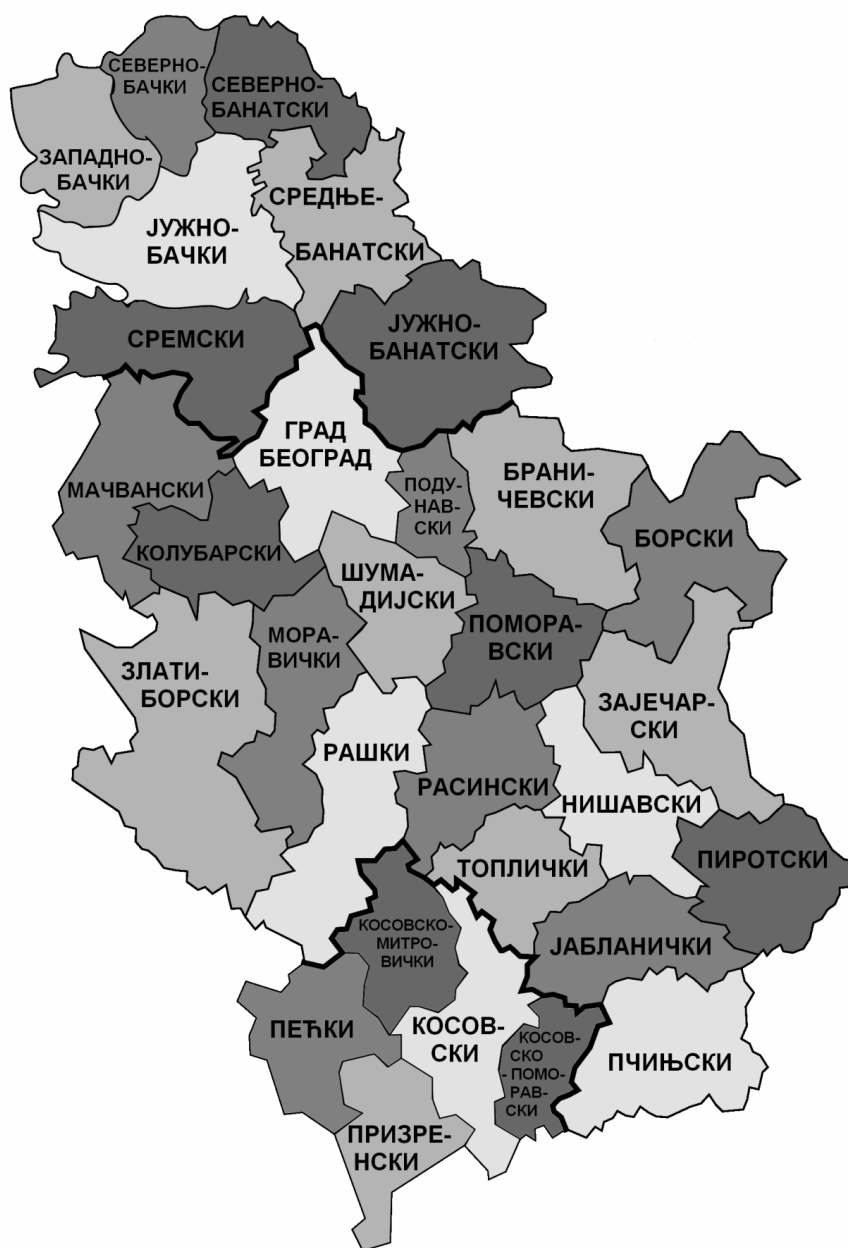 СЕВЕРНО-
БАЧКИ
СЕВЕРНО-
БАНАТСКИ
ЗАПАДНО-
БАЧКИ
ЈУЖНО-
БАЧКИ
СРЕДЊЕ-
БАНАТСКИ
СРЕМСКИ
ЈУЖНО-
БАНАТСКИ
ГРАД
БЕОГРАД
МАЧВАНСКИ
КОЛУБАРСКИ
ПОДУ-
НАВ-
СКИ
БРАНИ-
ЧЕВСКИ
БОРСКИ
ШУМА-
ДИЈСКИ
ПОМОРА-
ВСКИ
МОРА-
ВИЧКИ
ЗЛАТИ-
БОРСКИ
ЗАЈЕЧАР-
СКИ
РАШКИ
РАСИНСКИ
НИШАВСКИ
ТОПЛИЧКИ
ПИРОТСКИ
ЈАБЛАНИЧКИ
КОСОВСКО-
МИТРО-
ВИЧКИ
ПЕЋКИ
КОСОВ-
СКИ
КОСОВ-
СКО
- ПОМО-
РАВ-
СКИ
ПЧИЊСКИ
ПРИЗРЕ-
НСКИ